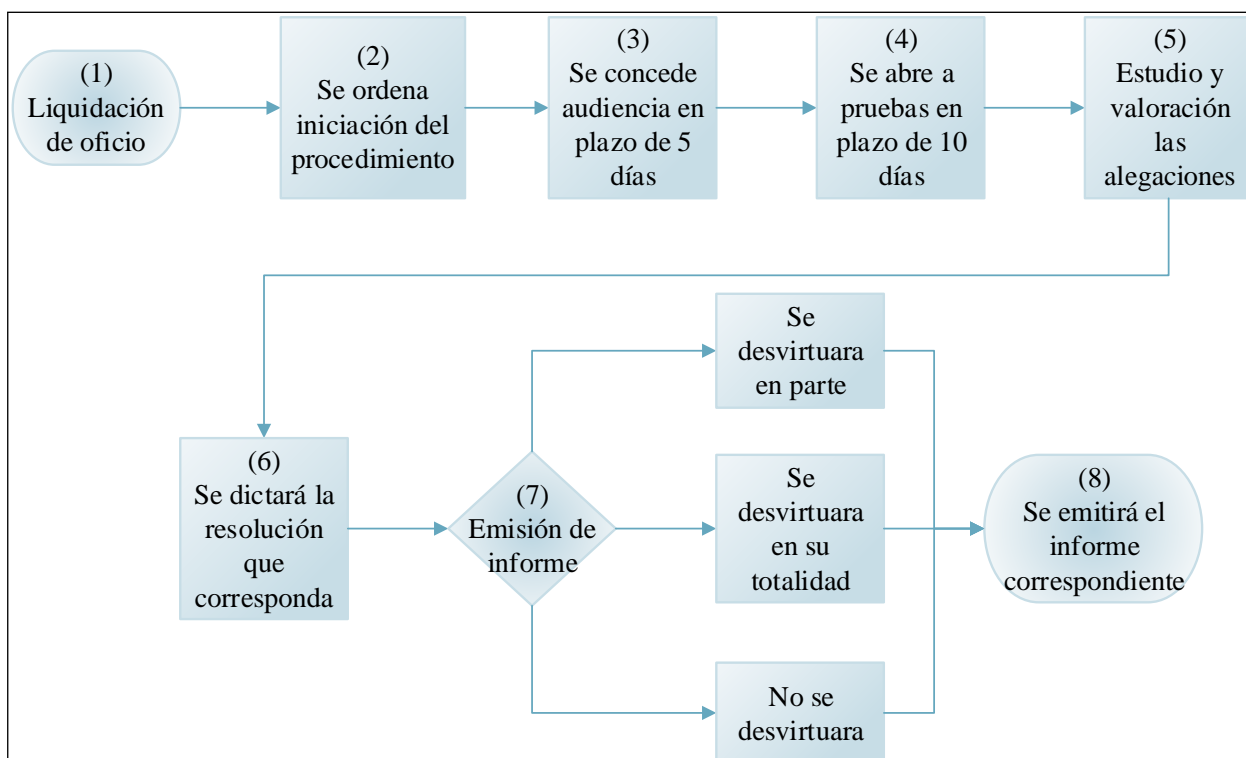 (1)
Liquidación
de oficio
(2)
Se ordena
iniciación del
procedimiento
(3)
Se concede
audiencia en
plazo de 5
días
(4)
Se abre a
pruebas en
plazo de 10
días
(5)
Estudio y
valoración
las
alegaciones
(6)
Se dictará la
resolución
que
corresponda
(7)
Emisión de
informe
Se
desvirtuara
en parte
Se
desvirtuara
en su
totalidad
No se
desvirtuara
(8)
Se emitirá el
informe
correspondiente